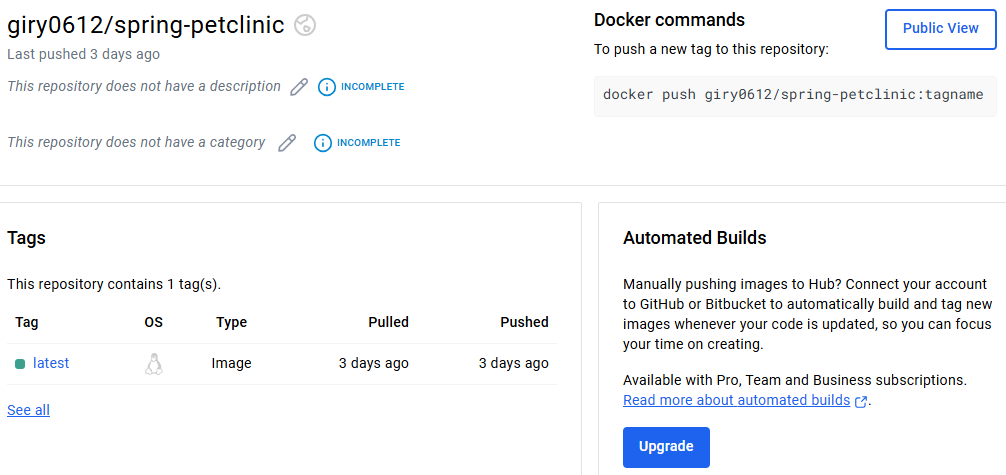 giry0612/spring-petclinic
Last pushed 3 days ago
This repository does not have a description INCOMPLETE
This repository does not have a category INCOMPLETE
Docker commands
To push a new tag to this repository:
Public View
docker push giry0612/spring-petclinic:tagname
Tags
This repository contains 1 tag(s).
Tag OS Type Pulled Pushed
latest Image 3 days ago 3 days ago
See all
Automated Builds
Manually pushing images to Hub? Connect your account
to GitHub or Bitbucket to automatically build and tag new
images whenever your code is updated, so you can focus
your time on creating.
Available with Pro, Team and Business subscriptions.
Read more about automated builds .
Upgrade